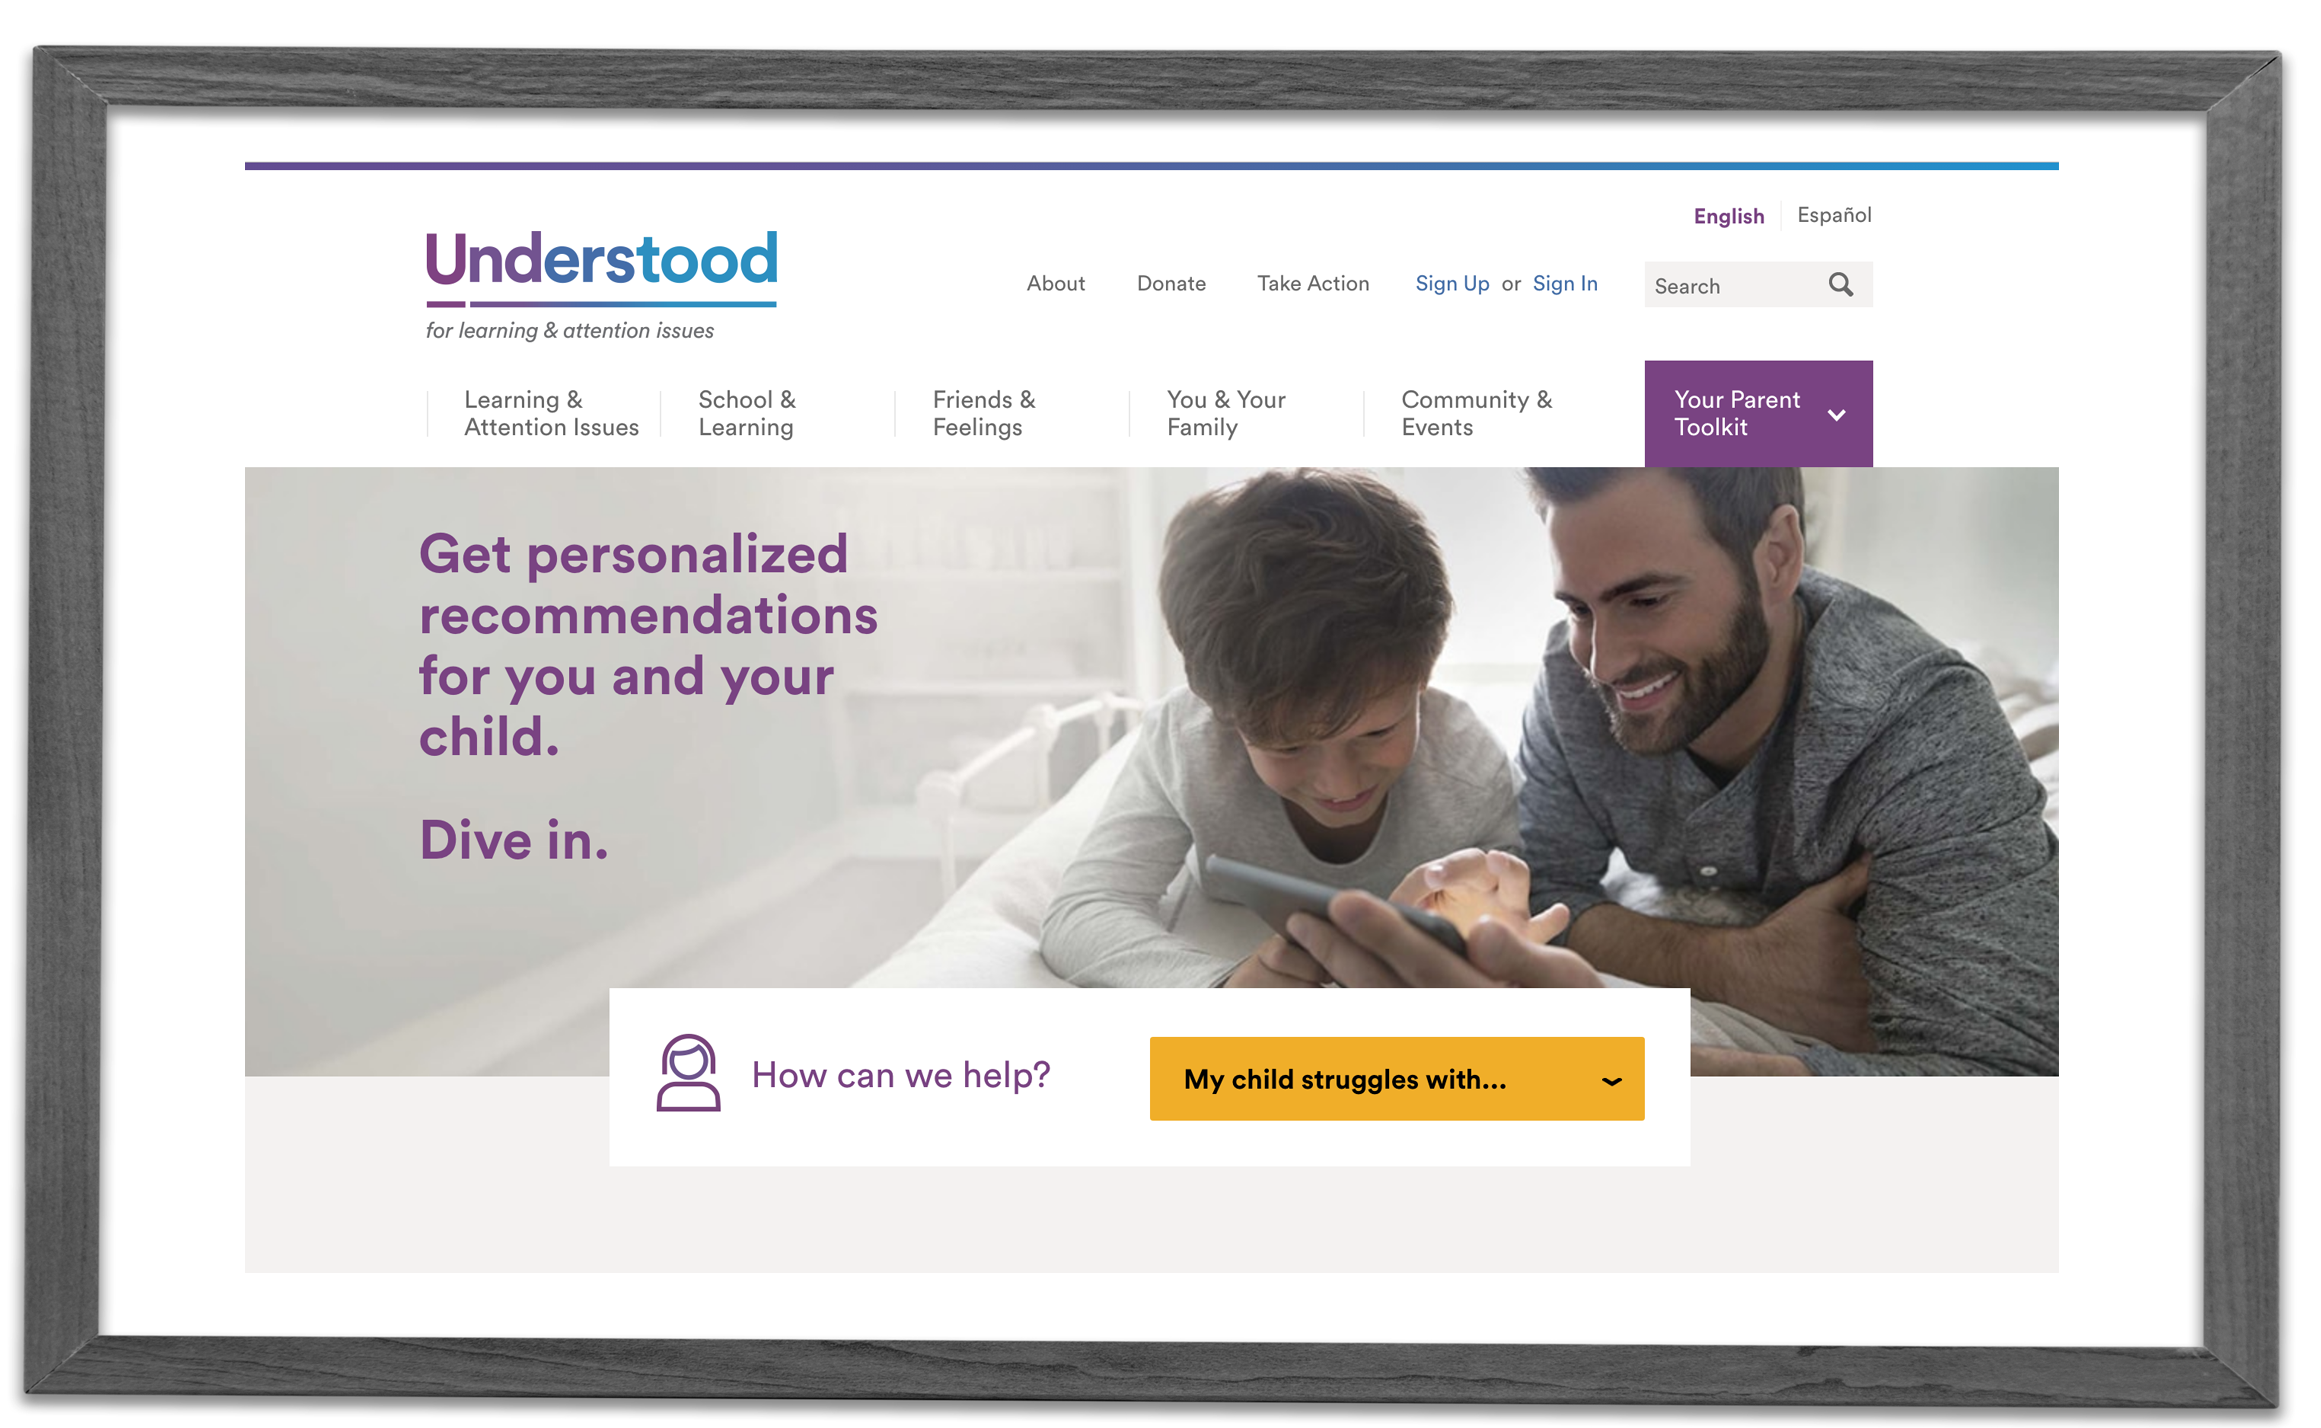 English
Español
Understood
for learning & attention issues
About
Donate
Take Action
Sign Up or Sign In
Search
Learning &
Attention Issues
School &
Learning
Friends &
Feelings
You & Your
Family
Community &
Events
Your Parent
Toolkit
Get personalized
recommendations
for you and your
child.
Dive in.
How can we help?
My child struggles with...